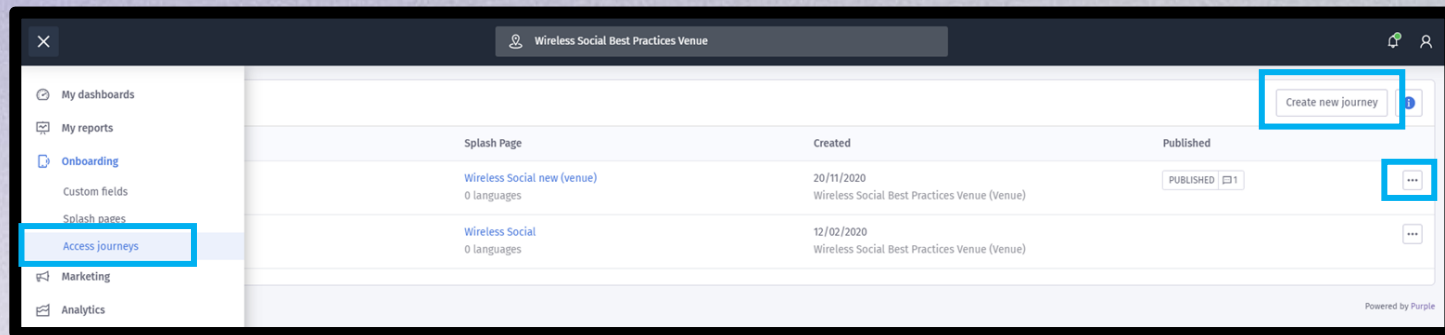 Wireless Social Best Practices Venue
My dashboards
My reports
Onboarding
Custom fields
Splash pages
Access journeys
Marketing
Analytics
Create new journey
Splash Page Created Published
Wireless Social new (venue) 20/11/2020 PUBLISHED 1 ...
0 languages Wireless Social Best Practices Venue (Venue)
Wireless Social 12/02/2020 ...
0 languages Wireless Social Best Practices Venue (Venue)
Powered by Purple